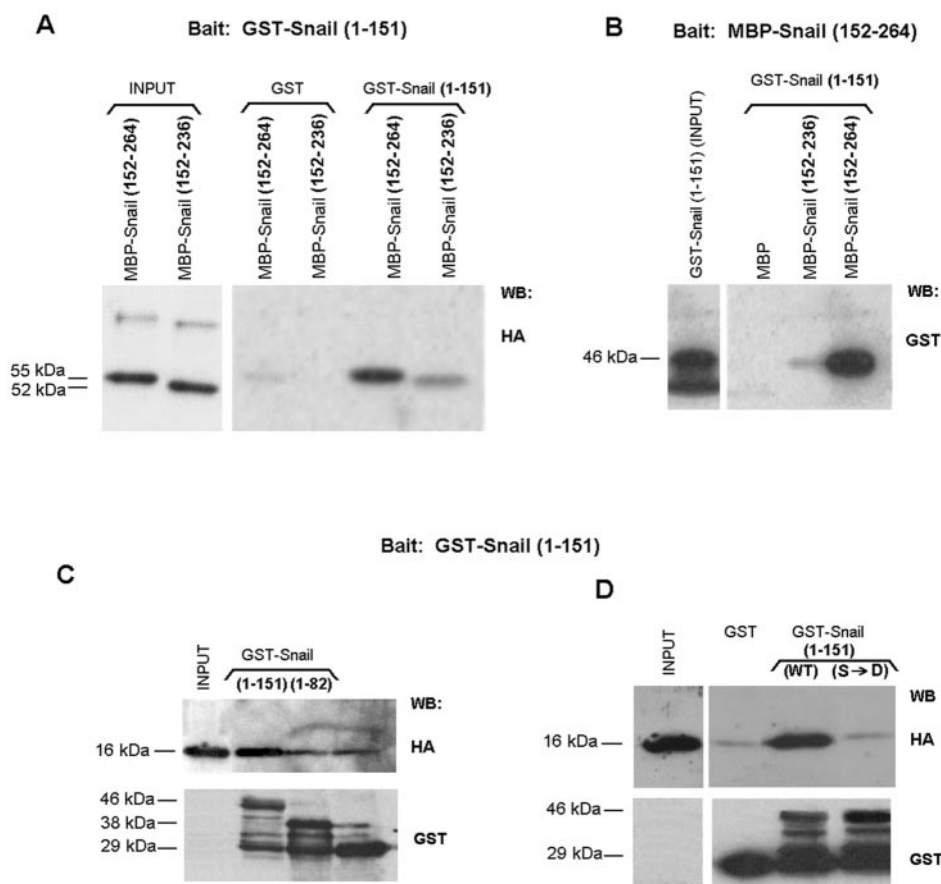 A
Bait: GST-Snail (1-151)
INPUT
GST
GST-Snail (1-151)
MBP-Snail (152-264)
MBP-Snail (152-236)
MBP-Snail (152-264)
MBP-Snail (152-236)
MBP-Snail (152-264)
MBP-Snail (152-236)
WB:
HA
55 kDa
52 kDa
B
Bait: MBP-Snail (152-264)
GST-Snail (1-151)
GST-Snail (1-151) (INPUT)
MBP
MBP-Snail (152-236)
MBP-Snail (152-264)
WB:
GST
46 kDa
Bait: GST-Snail (1-151)
C
INPUT
GST-Snail
(1-151) (1-82)
WB:
16 kDa
HA
46 kDa
38 kDa
29 kDa
GST
D
INPUT
GST
GST-Snail
(1-151)
(WT) (S→D)
WB
16 kDa
HA
46 kDa
29 kDa
GST